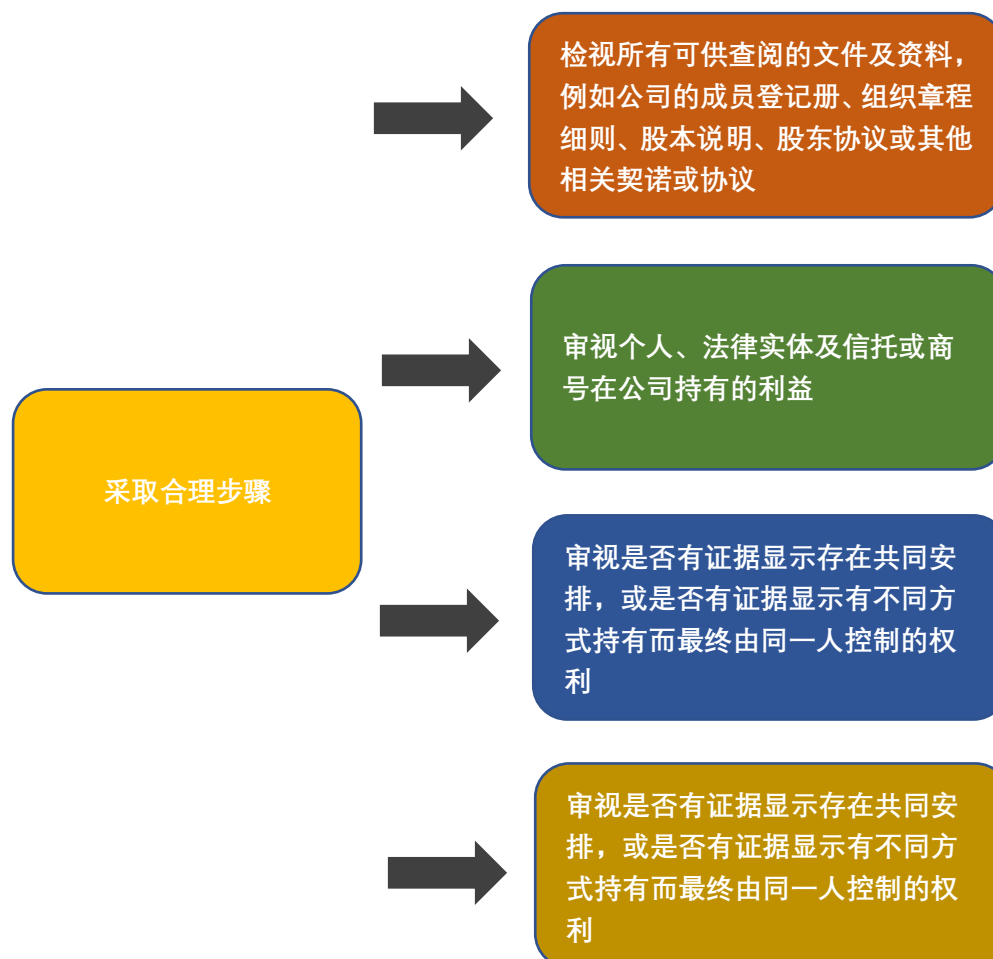 检视所有可供查阅的文件及资料，
例如公司的成员登记册、组织章程
细则、股本说明、股东协议或其他
相关契诺或协议
审视个人、法律实体及信托或商
号在公司持有的利益
采取合理步骤
审视是否有证据显示存在共同安
排，或是否有证据显示有不同方
式持有而最终由同一人控制的权
利
审视是否有证据显示存在共同安
排，或是否有证据显示有不同方
式持有而最终由同一人控制的权
利